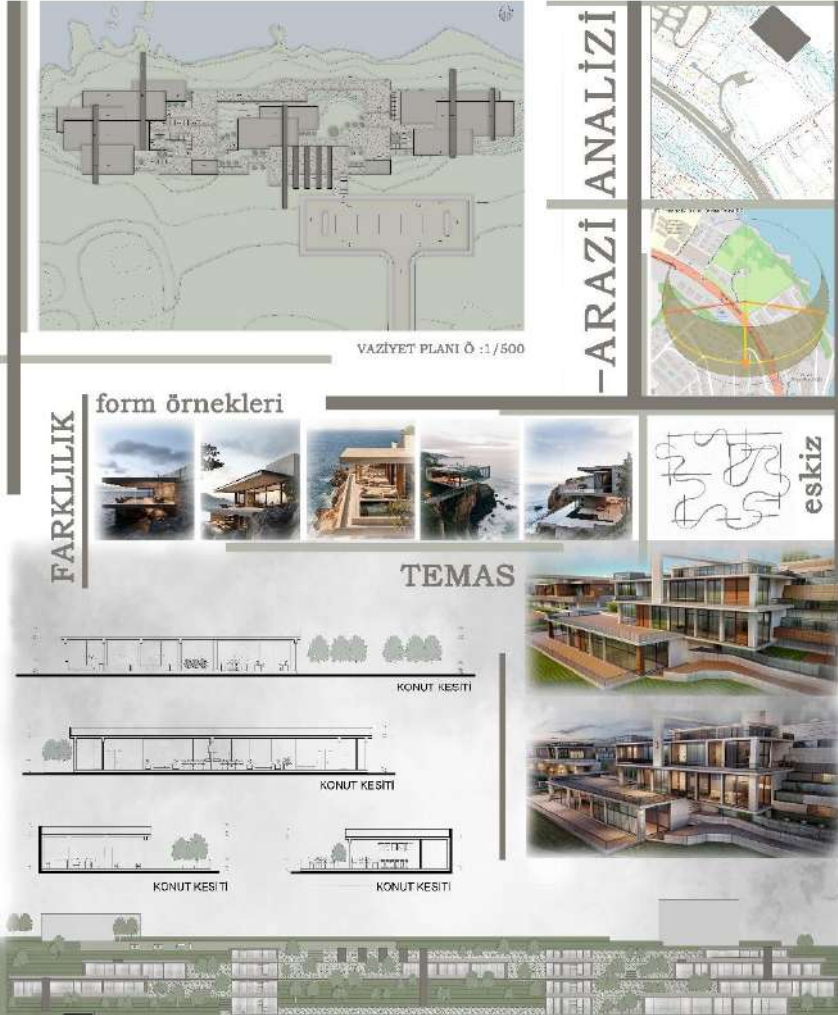 VAZİYET PLANI Ö :1/500
–ARAZİ ANALİZİ
FARKLILIK
form örnekleri
eskiz
TEMAS
KONUT KESİTİ
KONUT KESİTİ
KONUT KESİTİ
KONUT KESİTİ